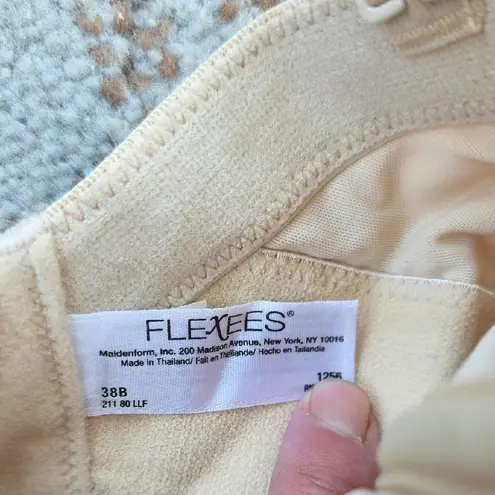 FLEXEES®
Maidenform, Inc. 200 Madison Avenue, New York, NY 10016
Made in Thailand/ Fait en Thaïlande/ Hecho en Tailandia
38B
211 80 LLF